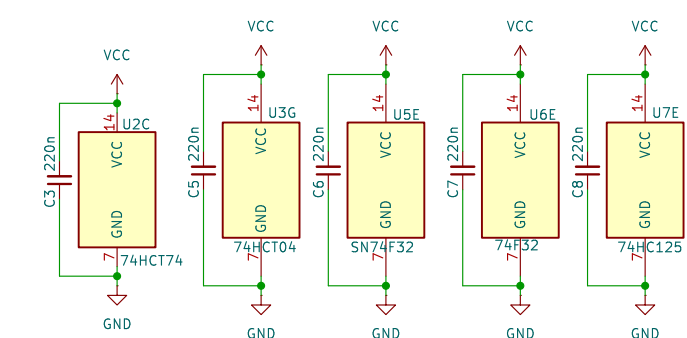 VCC
14
U2C
220n
C3
VCC
GND
7
74HCT74
GND
VCC
14
U3G
220n
C5
VCC
GND
74HCT04
7
GND
VCC
14
U5E
220n
C6
VCC
GND
SN74F32
7
GND
VCC
14
U6E
220n
C7
VCC
GND
74F32
7
GND
VCC
14
U7E
220n
C8
VCC
GND
74HC125
7
GND